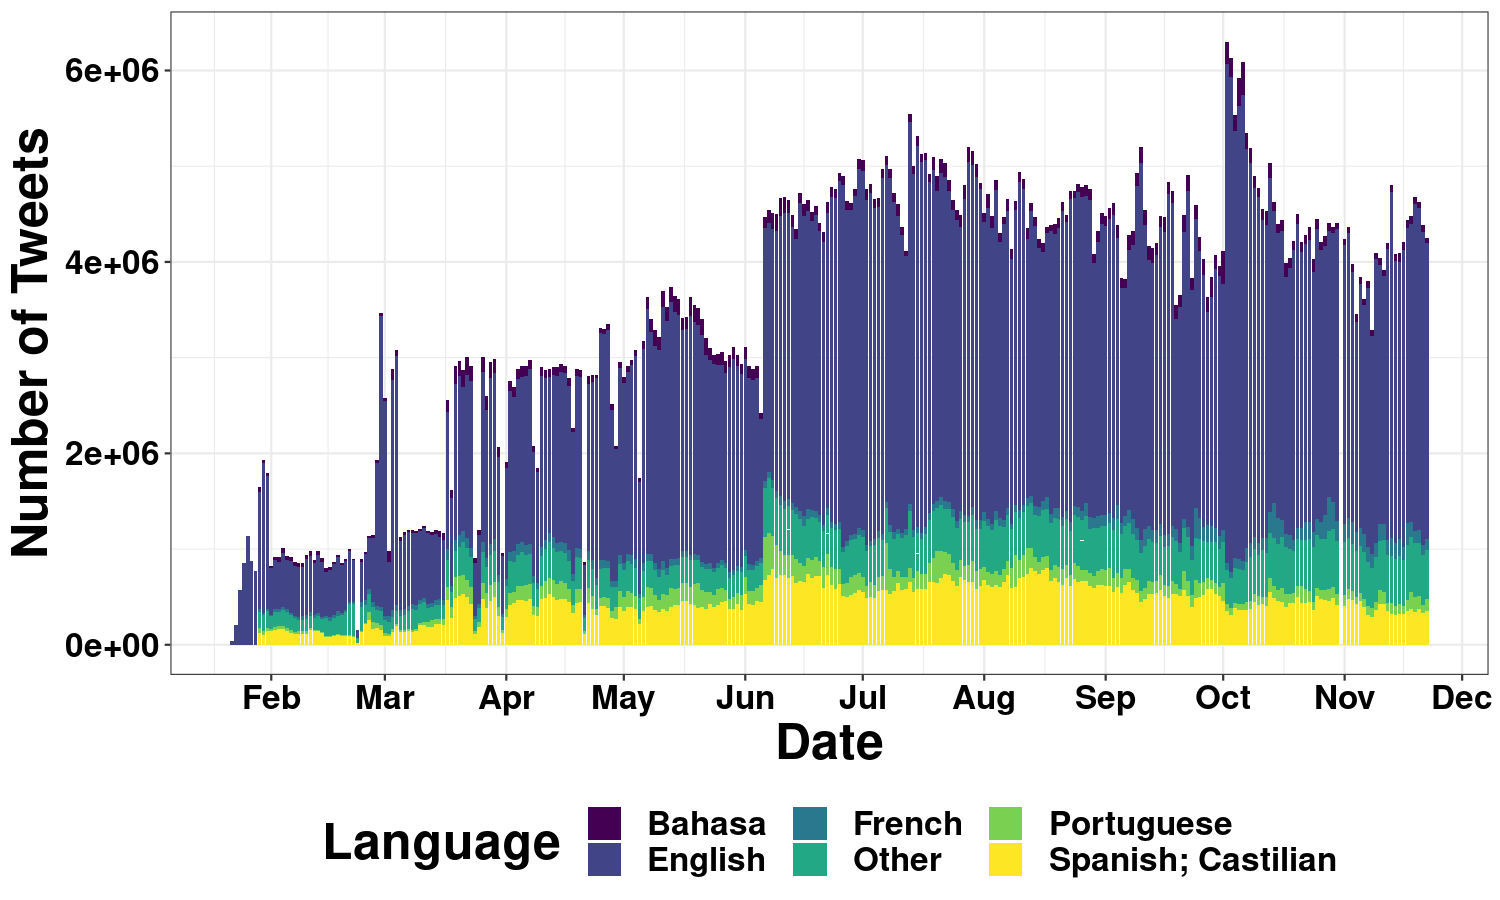 Number of Tweets
6e+06
4e+06
2e+06
0e+00
Feb Mar Apr May Jun Jul Aug Sep Oct Nov Dec
Date
Language
Bahasa French Portuguese
English Other Spanish; Castilian